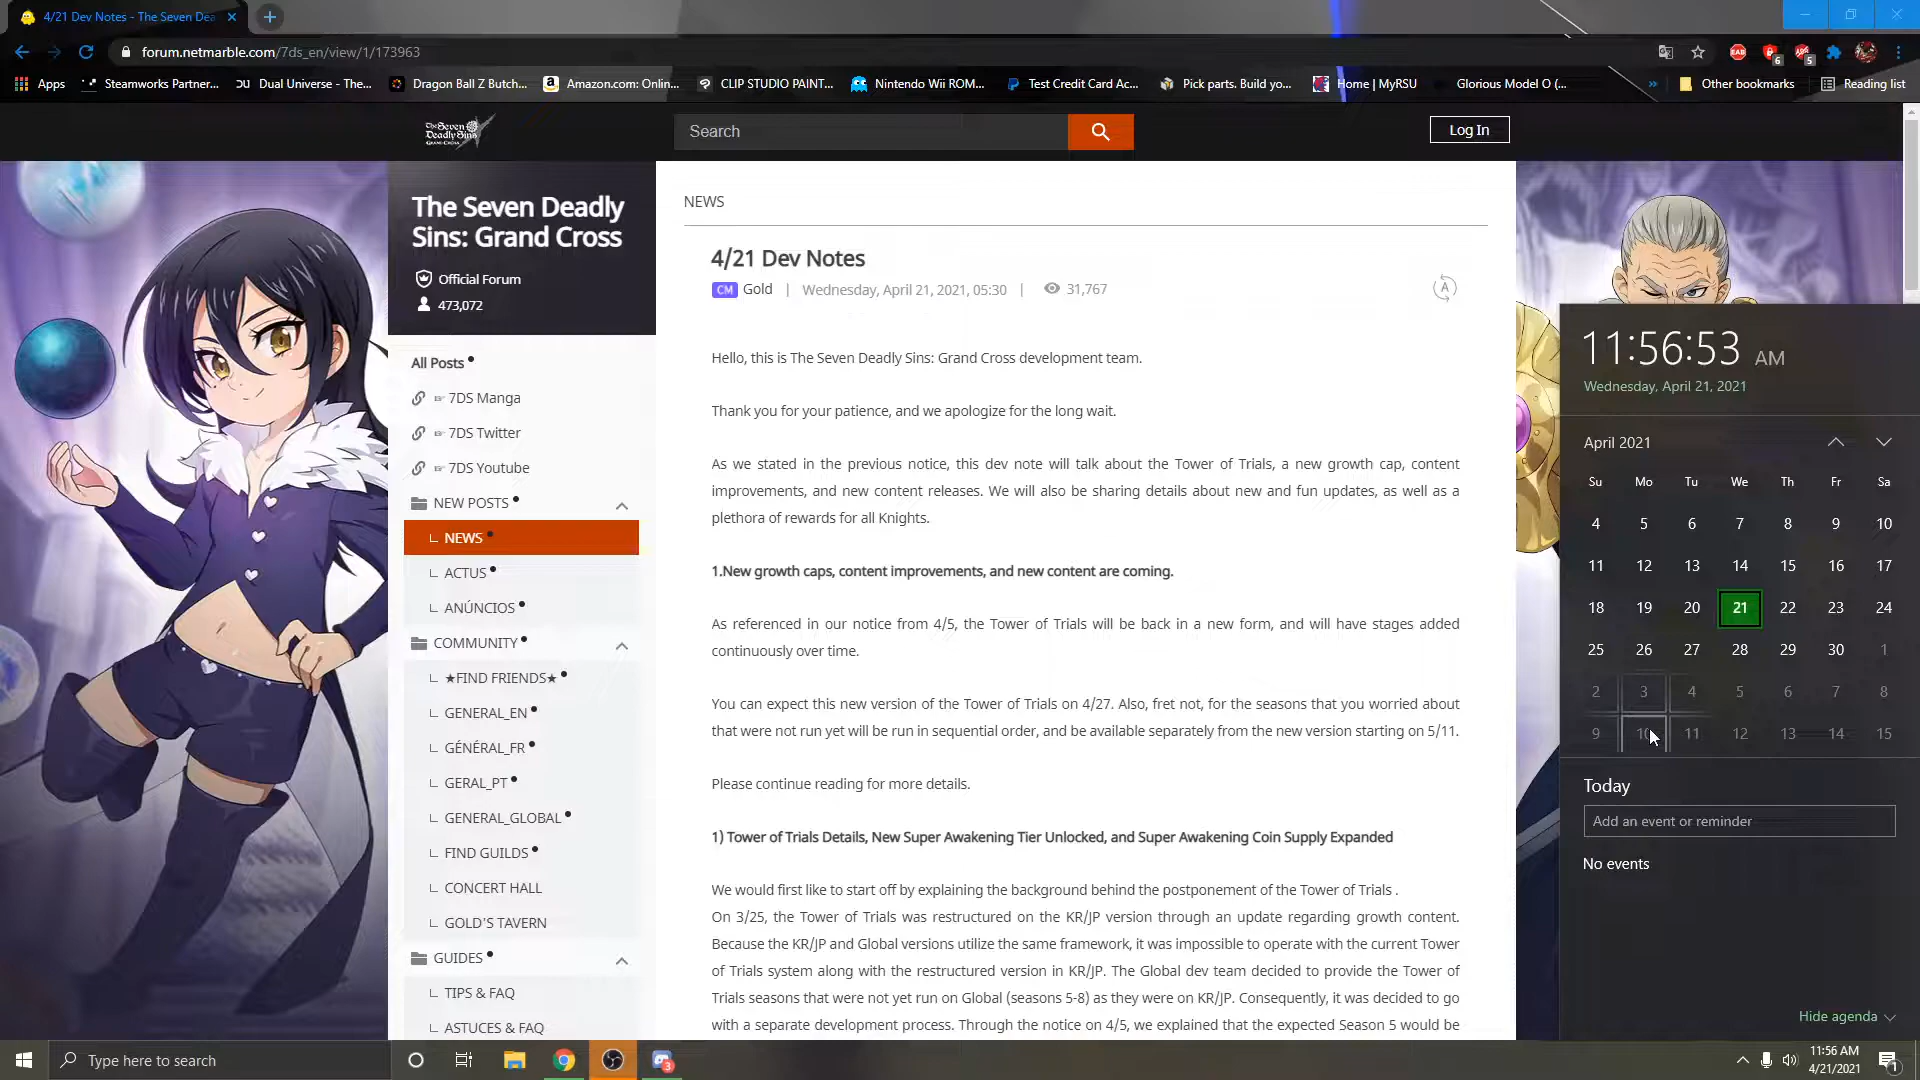 4/21 Dev Notes - The Seven Dea
forum.netmarble.com/7ds_en/view/1/173963
6
5
Apps
Steamworks Partner...
Dual Universe - The...
Dragon Ball Z Butch...
Amazon.com: Onlin...
CLIP STUDIO PAINT...
Nintendo Wii ROM...
Test Credit Card Ac...
Pick parts. Build yo...
Home | MyRSU
Glorious Model O (...
»
Other bookmarks
Reading list
The Seven
Deadly Sins
GRAND CROSS
Search
Log In
The Seven Deadly
Sins: Grand Cross
Official Forum
473,072
All Posts
☞ 7DS Manga
☞ 7DS Twitter
☞ 7DS Youtube
NEW POSTS
NEWS
ACTUS
ANÚNCIOS
COMMUNITY
★FIND FRIENDS★
GENERAL_EN
GÉNÉRAL_FR
GERAL_PT
GENERAL_GLOBAL
FIND GUILDS
CONCERT HALL
GOLD'S TAVERN
GUIDES
TIPS & FAQ
ASTUCES & FAQ
NEWS
4/21 Dev Notes
CM Gold | Wednesday, April 21, 2021, 05:30 | 31,767
A
Hello, this is The Seven Deadly Sins: Grand Cross development team.
Thank you for your patience, and we apologize for the long wait.
As we stated in the previous notice, this dev note will talk about the Tower of Trials, a new growth cap, content
improvements, and new content releases. We will also be sharing details about new and fun updates, as well as a
plethora of rewards for all Knights.
1.New growth caps, content improvements, and new content are coming.
As referenced in our notice from 4/5, the Tower of Trials will be back in a new form, and will have stages added
continuously over time.
You can expect this new version of the Tower of Trials on 4/27. Also, fret not, for the seasons that you worried about
that were not run yet will be run in sequential order, and be available separately from the new version starting on 5/11.
Please continue reading for more details.
1) Tower of Trials Details, New Super Awakening Tier Unlocked, and Super Awakening Coin Supply Expanded
We would first like to start off by explaining the background behind the postponement of the Tower of Trials .
On 3/25, the Tower of Trials was restructured on the KR/JP version through an update regarding growth content.
Because the KR/JP and Global versions utilize the same framework, it was impossible to operate with the current Tower
of Trials system along with the restructured version in KR/JP. The Global dev team decided to provide the Tower of
Trials seasons that were not yet run on Global (seasons 5-8) as they were on KR/JP. Consequently, it was decided to go
with a separate development process. Through the notice on 4/5, we explained that the expected Season 5 would be
11:56:53 AM
Wednesday, April 21, 2021
April 2021
Su Mo Tu We Th Fr Sa
4 5 6 7 8 9 10
11 12 13 14 15 16 17
18 19 20 21 22 23 24
25 26 27 28 29 30 1
2 3 4 5 6 7 8
9 10 11 12 13 14 15
Today
Add an event or reminder
No events
Hide agenda
Type here to search
3
11:56 AM
4/21/2021
1